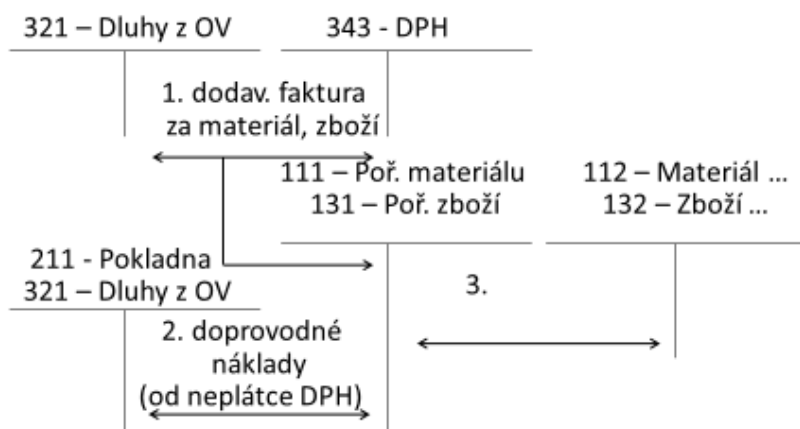 321 – Dluhy z OV
343 - DPH
1. dodav. faktura
za materiál, zboží
111 – Poř. materiálu
131 – Poř. zboží
112 – Materiál ...
132 – Zboží ...
211 - Pokladna
321 – Dluhy z OV
3.
2. doprovodné
náklady
(od neplátce DPH)